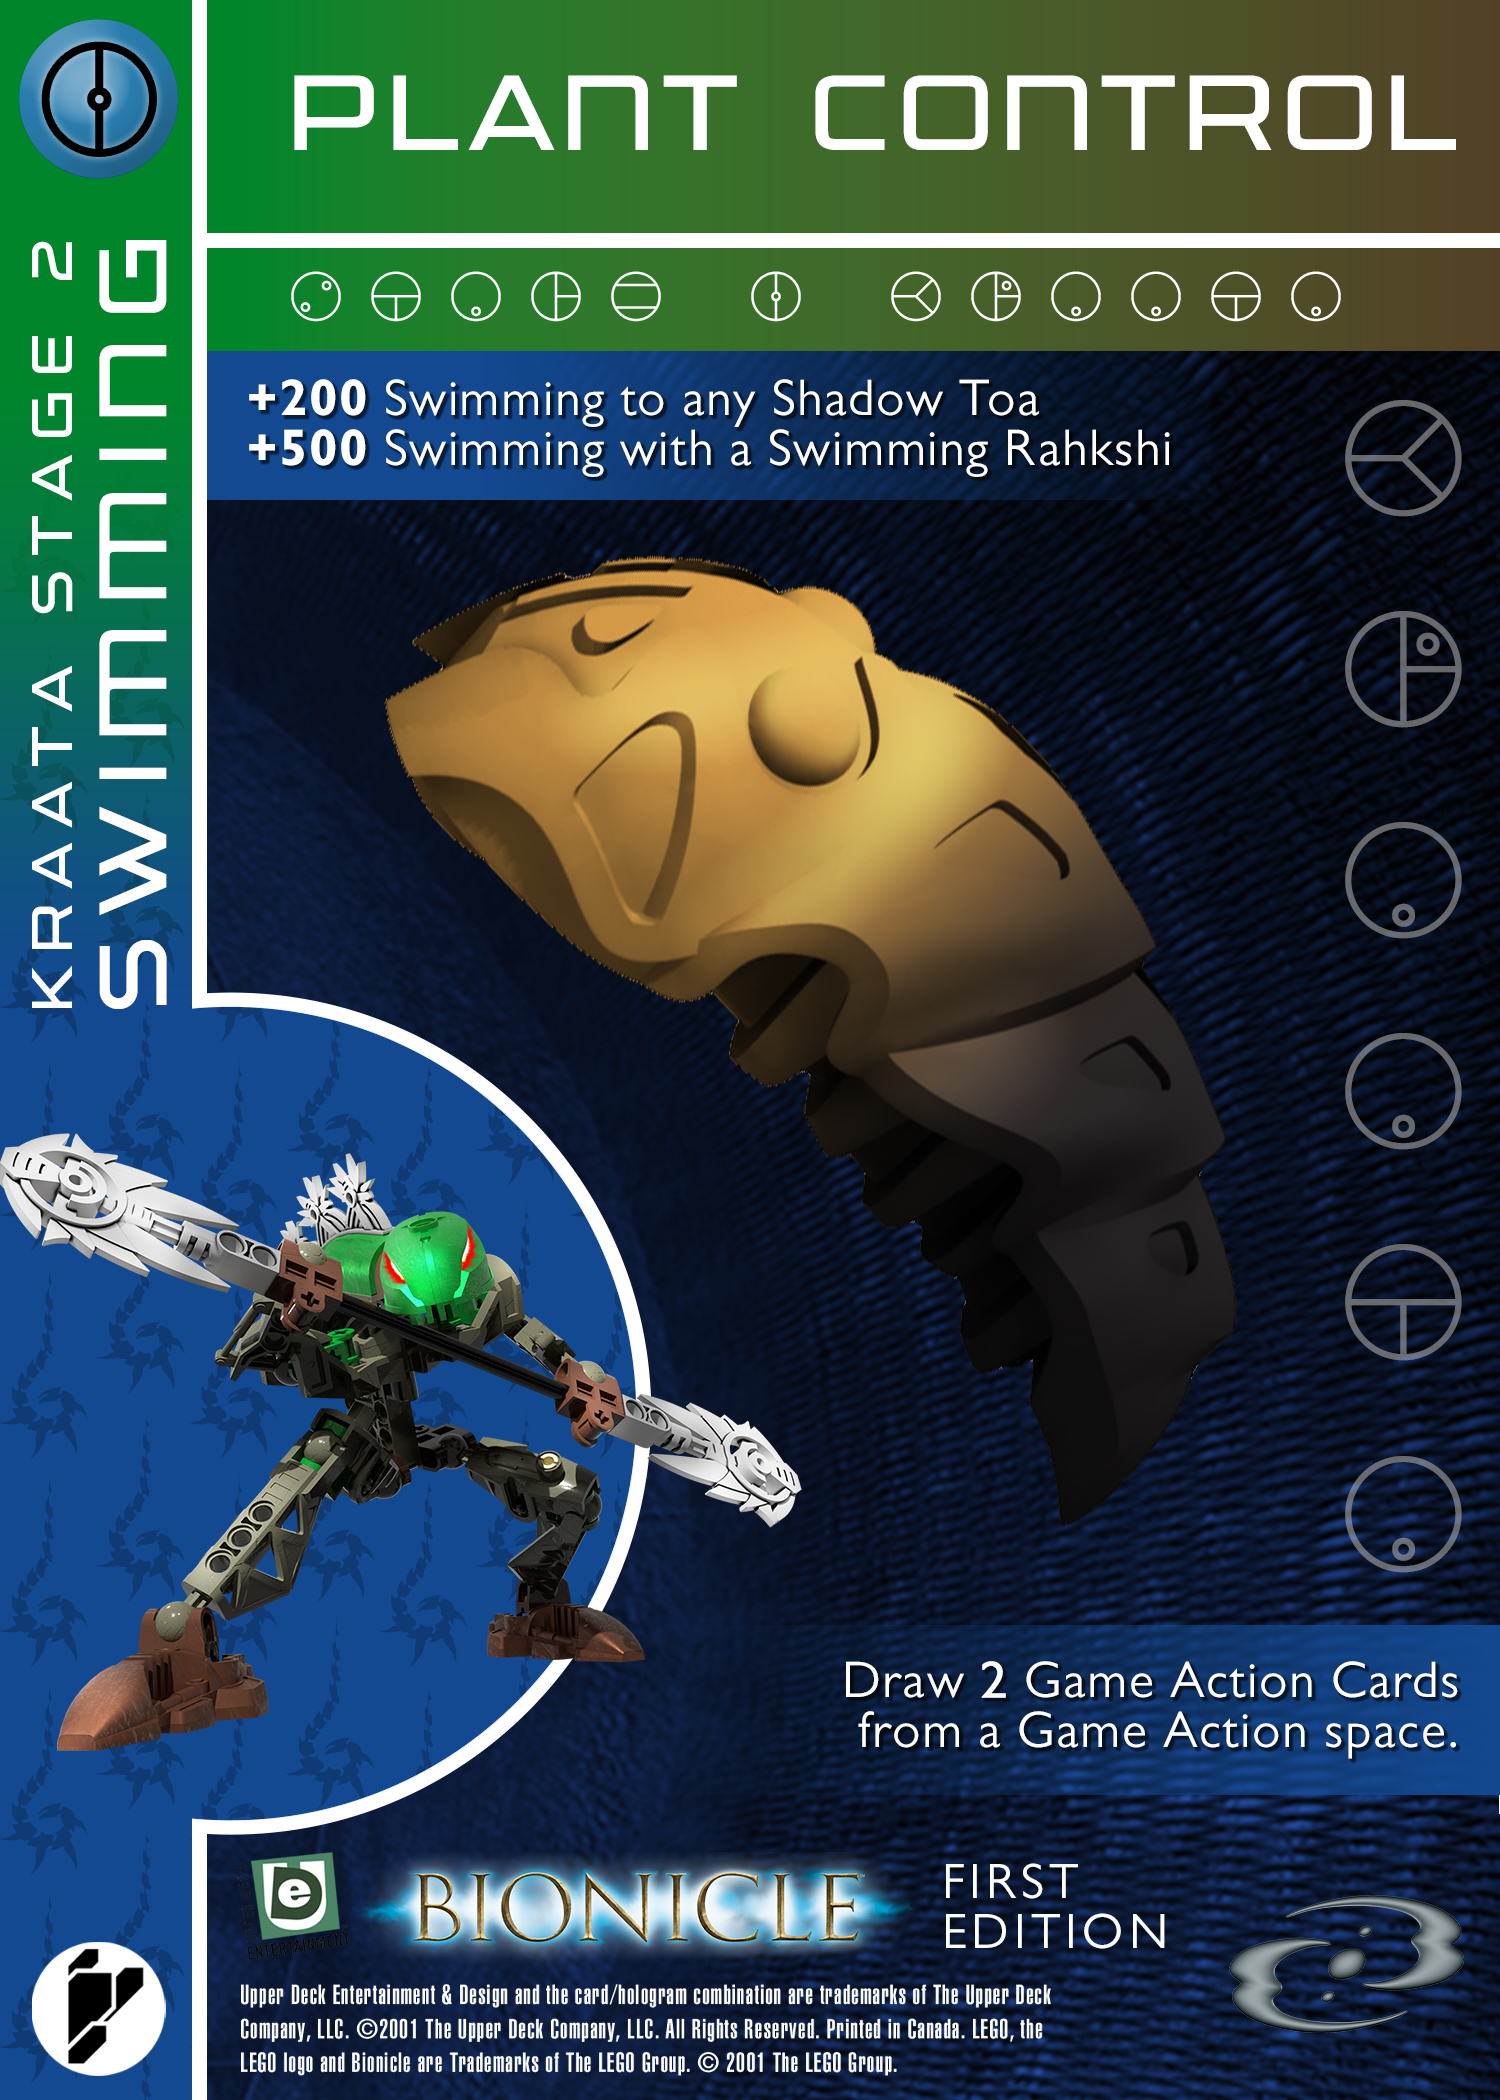 PLANT CONTROL
KRAATA STAGE 2
SWIMMING
+200 Swimming to any Shadow Toa
+500 Swimming with a Swimming Rahkshi
Draw 2 Game Action Cards
from a Game Action space.
de
ENTERTAINMENT
BIONICLE
FIRST
EDITION
Upper Deck Entertainment & Design and the card/hologram combination are trademarks of The Upper Deck
Company, LLC. ©2001 The Upper Deck Company, LLC. All Rights Reserved. Printed in Canada. LEGO, the
LEGO logo and Bionicle are Trademarks of The LEGO Group. © 2001 The LEGO Group.